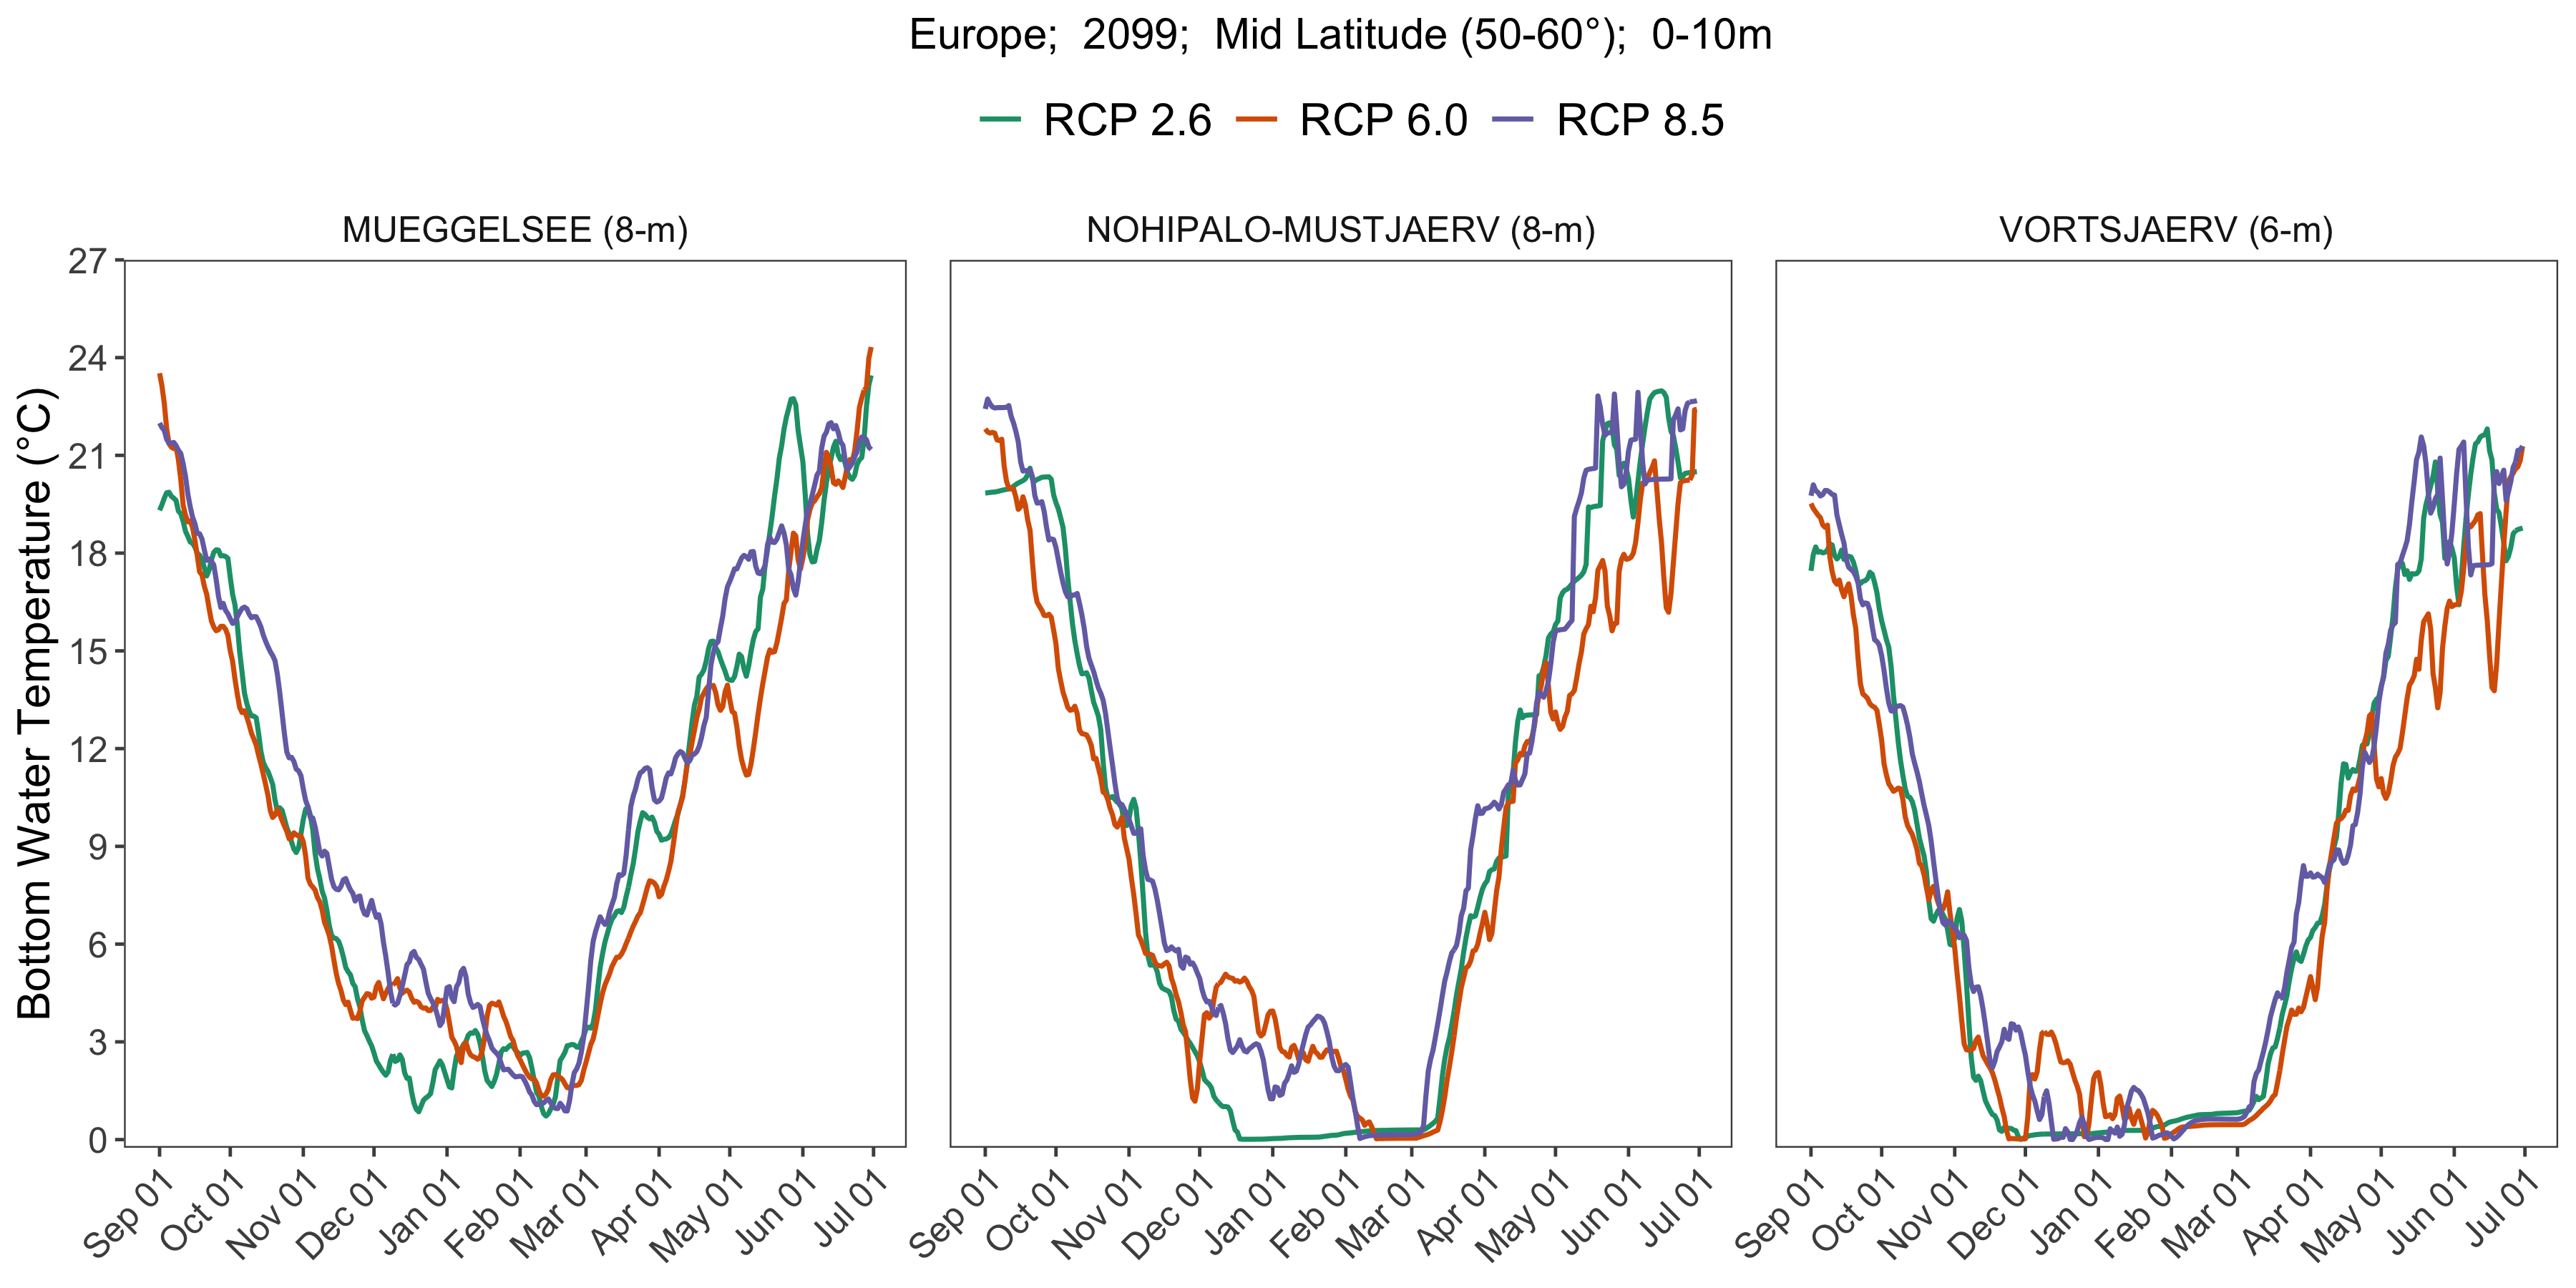 Europe;  2099;  Mid Latitude (50-60°);  0-10m
RCP 2.6 RCP 6.0 RCP 8.5
MUEGGELSEE (8-m) NOHIPALO-MUSTJAERV (8-m) VORTSJAERV (6-m)
Bottom Water Temperature (°C)
27
24
21
18
15
12
9
6
3
0
Sep 01 Oct 01 Nov 01 Dec 01 Jan 01 Feb 01 Mar 01 Apr 01 May 01 Jun 01 Jul 01 Sep 01 Oct 01 Nov 01 Dec 01 Jan 01 Feb 01 Mar 01 Apr 01 May 01 Jun 01 Jul 01 Sep 01 Oct 01 Nov 01 Dec 01 Jan 01 Feb 01 Mar 01 Apr 01 May 01 Jun 01 Jul 01